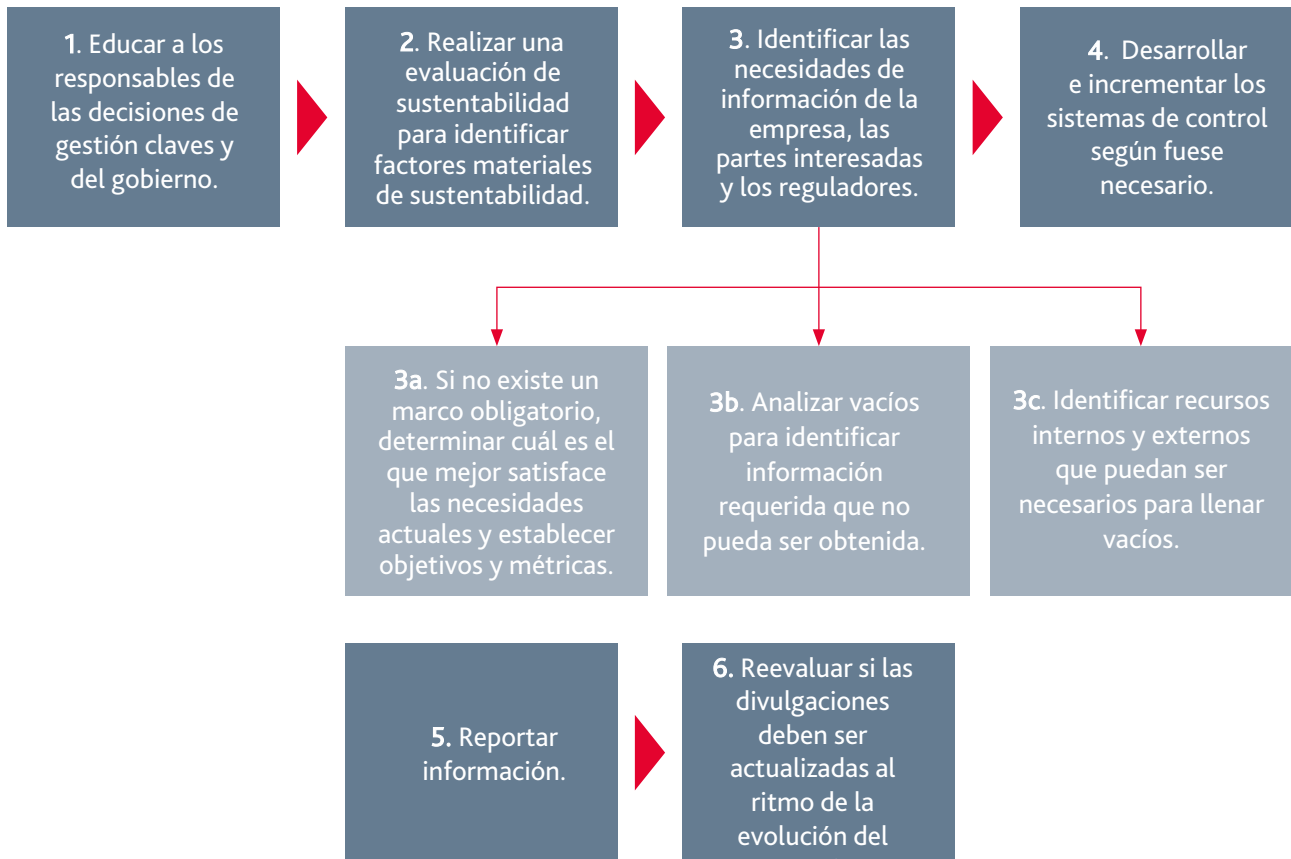 1. Educar a los
responsables de
las decisiones de
gestión claves y
del gobierno.
2. Realizar una
evaluación de
sustentabilidad
para identificar
factores materiales
de sustentabilidad.
3. Identificar las
necesidades de
información de la
empresa, las
partes interesadas
y los reguladores.
4. Desarrollar
e incrementar los
sistemas de control
según fuese
necesario.
3a. Si no existe un
marco obligatorio,
determinar cuál es el
que mejor satisface
las necesidades
actuales y establecer
objetivos y métricas.
3b. Analizar vacíos
para identificar
información
requerida que no
pueda ser obtenida.
3c. Identificar recursos
internos y externos
que puedan ser
necesarios para llenar
vacíos.
5. Reportar
información.
6. Reevaluar si las
divulgaciones
deben ser
actualizadas al
ritmo de la
evolución del